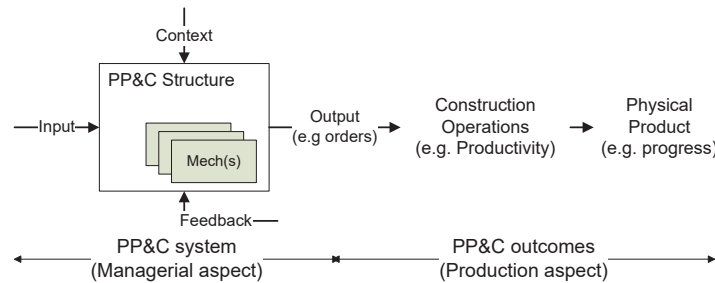 Context
PP&C Structure
Input
Mech(s)
Output
(e.g orders)
Construction
Operations
(e.g. Productivity)
Physical
Product
(e.g. progress)
Feedback
PP&C system
(Managerial aspect)
PP&C outcomes
(Production aspect)